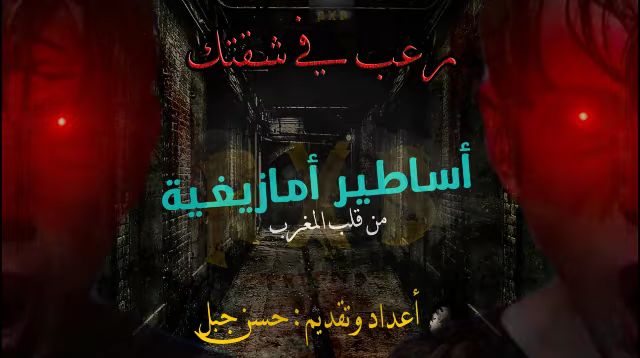 رعب في شقتك
أساطير أمازيغية
من قلب المغرب
أعداد وتقديم : حسن جبل